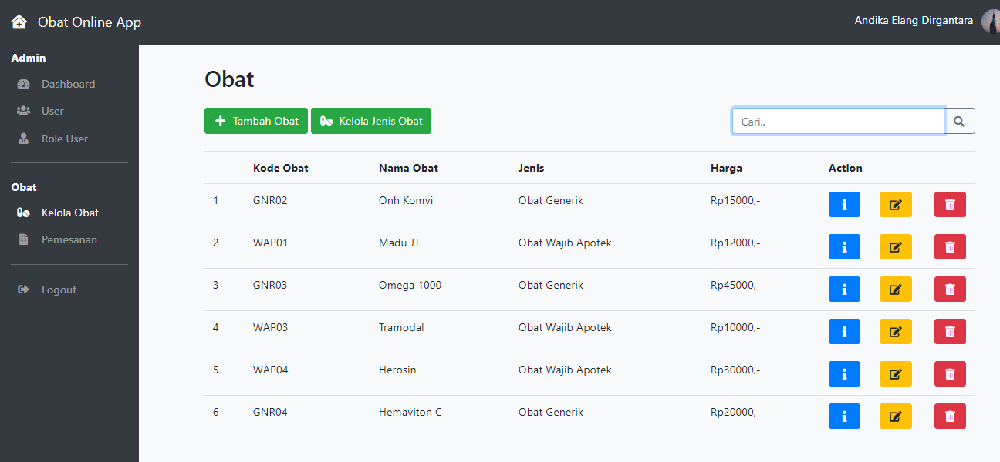 Obat Online App
Andika Elang Dirgantara
Admin
Dashboard
User
Role User
Obat
Kelola Obat
Pemesanan
Logout
Obat
Tambah Obat Kelola Jenis Obat
Cari..
Kode Obat Nama Obat Jenis Harga Action
1 GNR02 Onh Komvi Obat Generik Rp15000,-
2 WAP01 Madu JT Obat Wajib Apotek Rp12000,-
3 GNR03 Omega 1000 Obat Generik Rp45000,-
4 WAP03 Tramodal Obat Wajib Apotek Rp10000,-
5 WAP04 Herosin Obat Wajib Apotek Rp30000,-
6 GNR04 Hemaviton C Obat Generik Rp20000,-